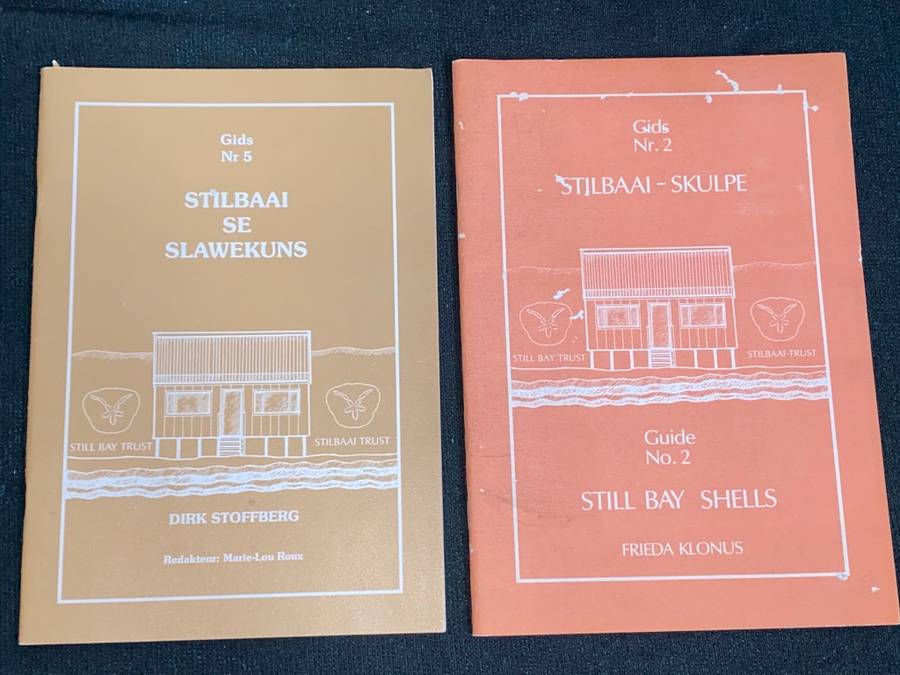 Gids
Nr 5
STILBAAI
SE
SLAWEKUNS
STILL BAY TRUST
STILBAAI TRUST
DIRK STOFFBERG
Redakteur: Marie-Lou Roux
Gids
Nr. 2
STILBAAI - SKULPE
STILL BAY TRUST
STILBAAI-TRUST
Guide
No. 2
STILL BAY SHELLS
FRIEDA KLONUS